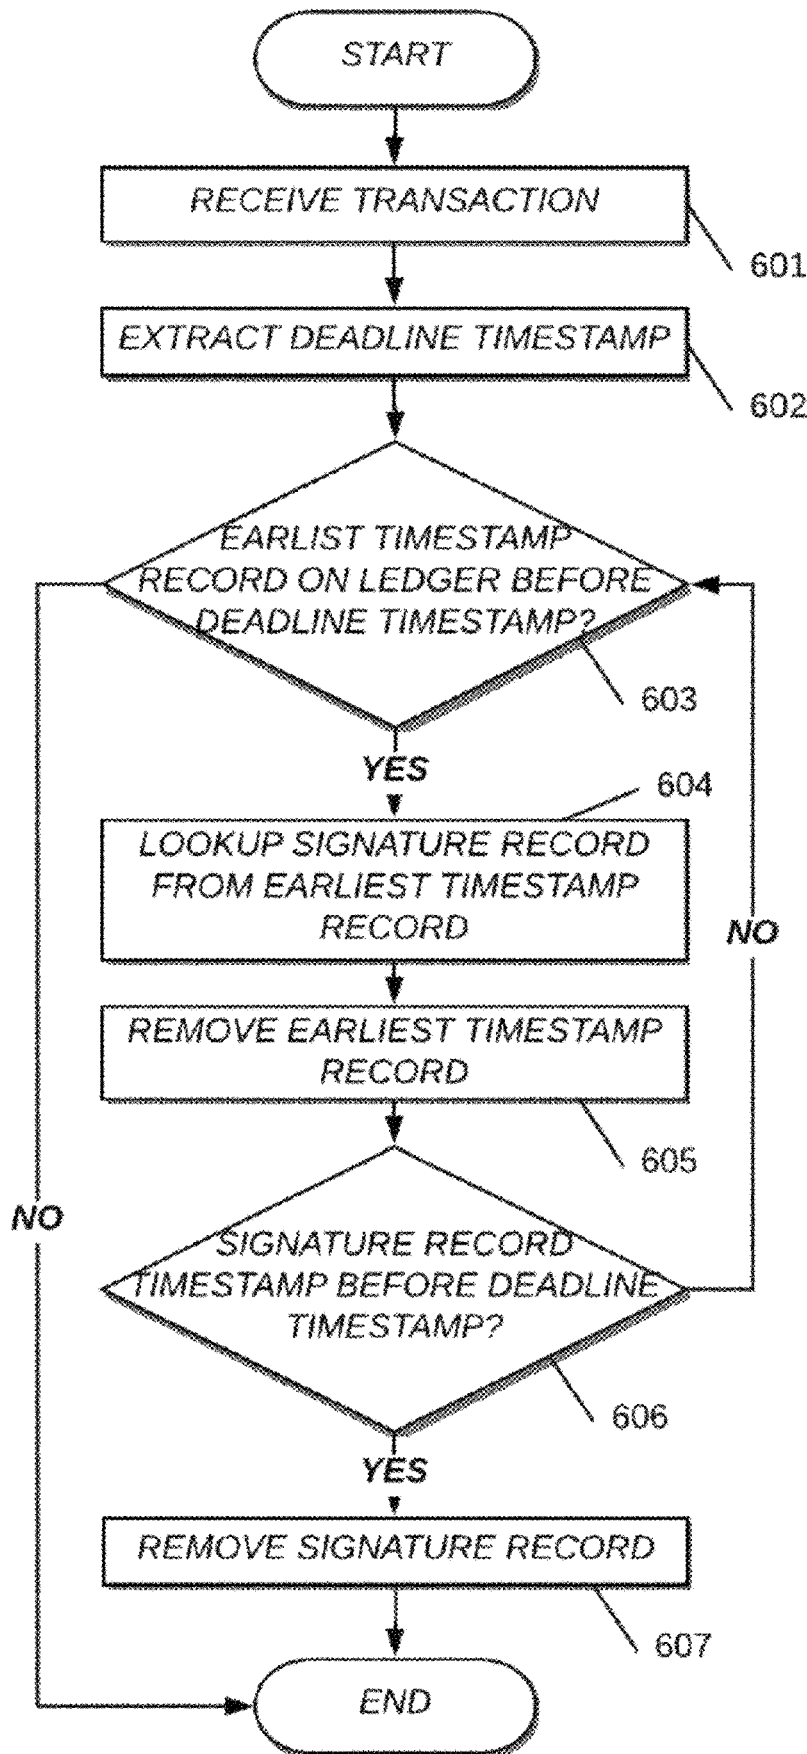 START
RECEIVE TRANSACTION
601
EXTRACT DEADLINE TIMESTAMP
602
EARLIST TIMESTAMP
RECORD ON LEDGER BEFORE
DEADLINE TIMESTAMP?
603
YES
604
LOOKUP SIGNATURE RECORD
FROM EARLIEST TIMESTAMP
RECORD
NO
REMOVE EARLIEST TIMESTAMP
RECORD
605
NO
SIGNATURE RECORD
TIMESTAMP BEFORE DEADLINE
TIMESTAMP?
606
YES
REMOVE SIGNATURE RECORD
607
END